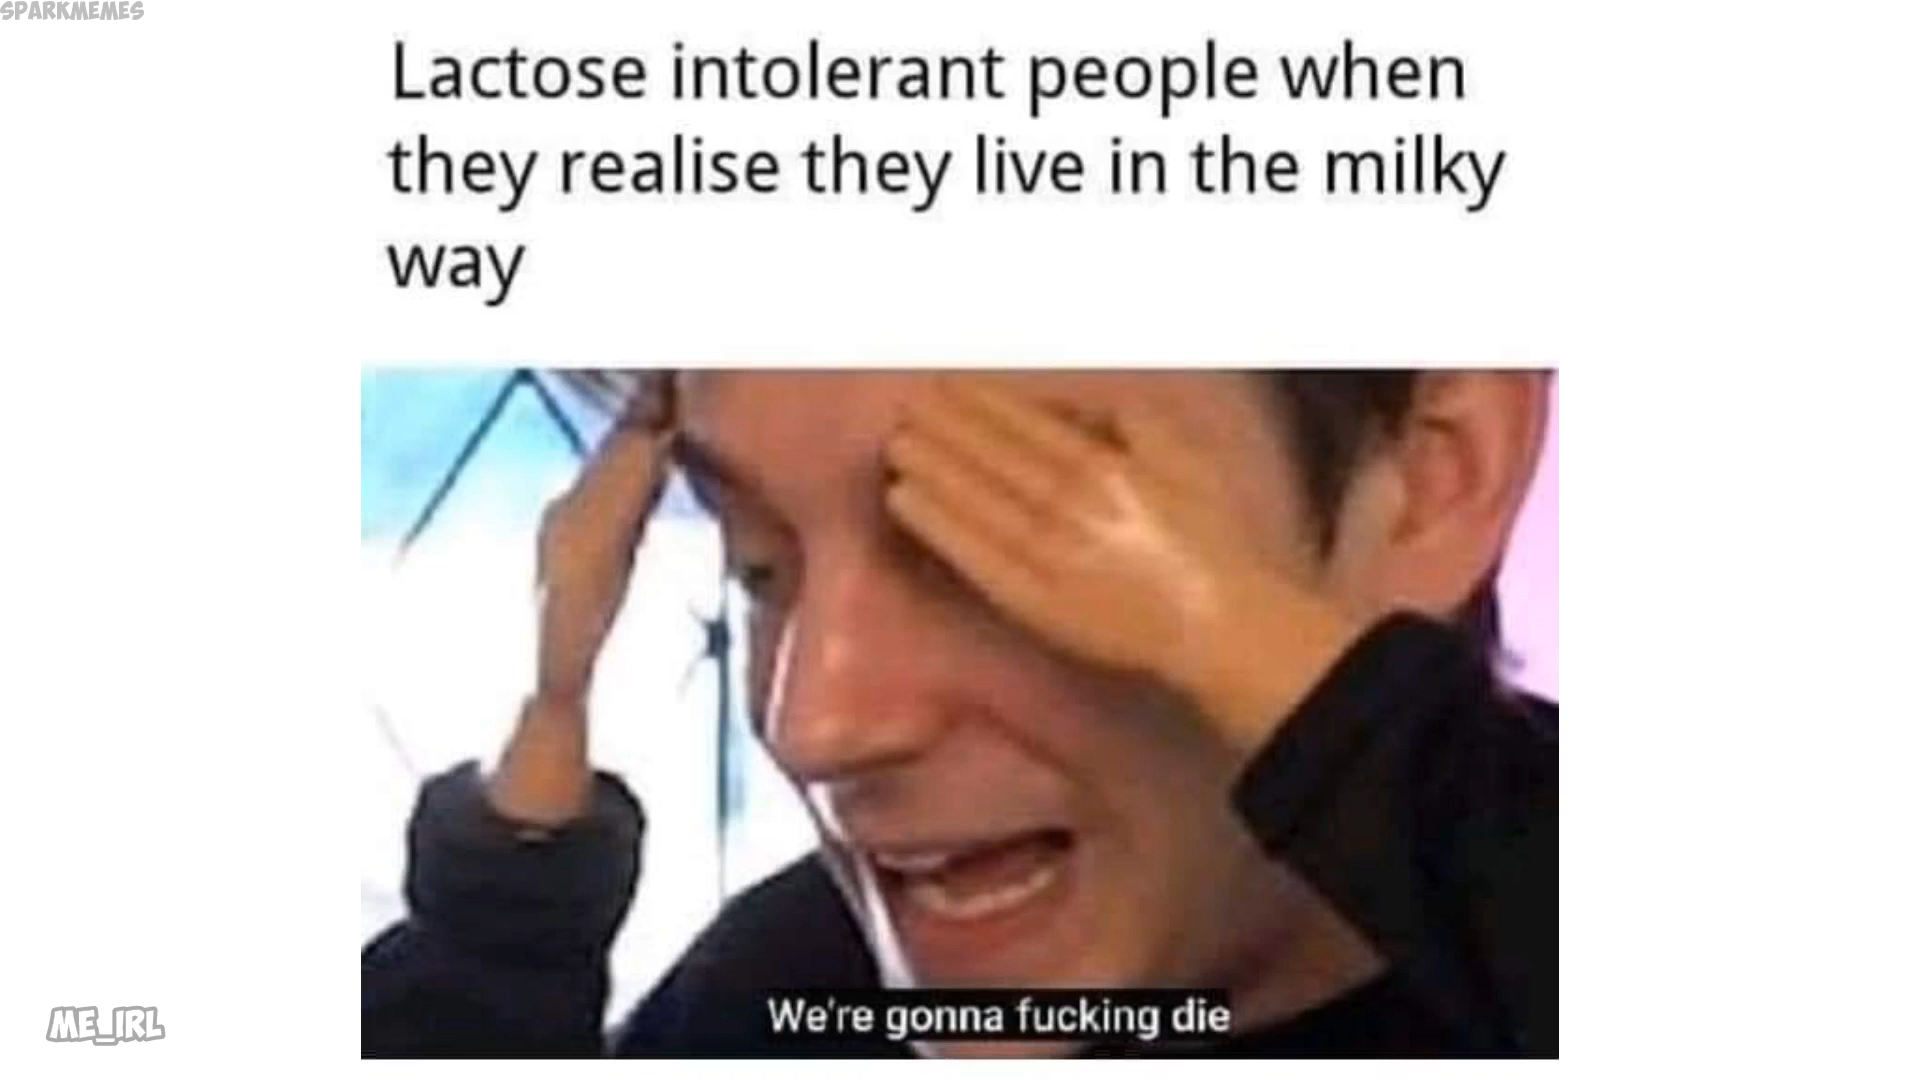 SPARKMEMES
Lactose intolerant people when
they realise they live in the milky
way
We're gonna fucking die
ME_IRL